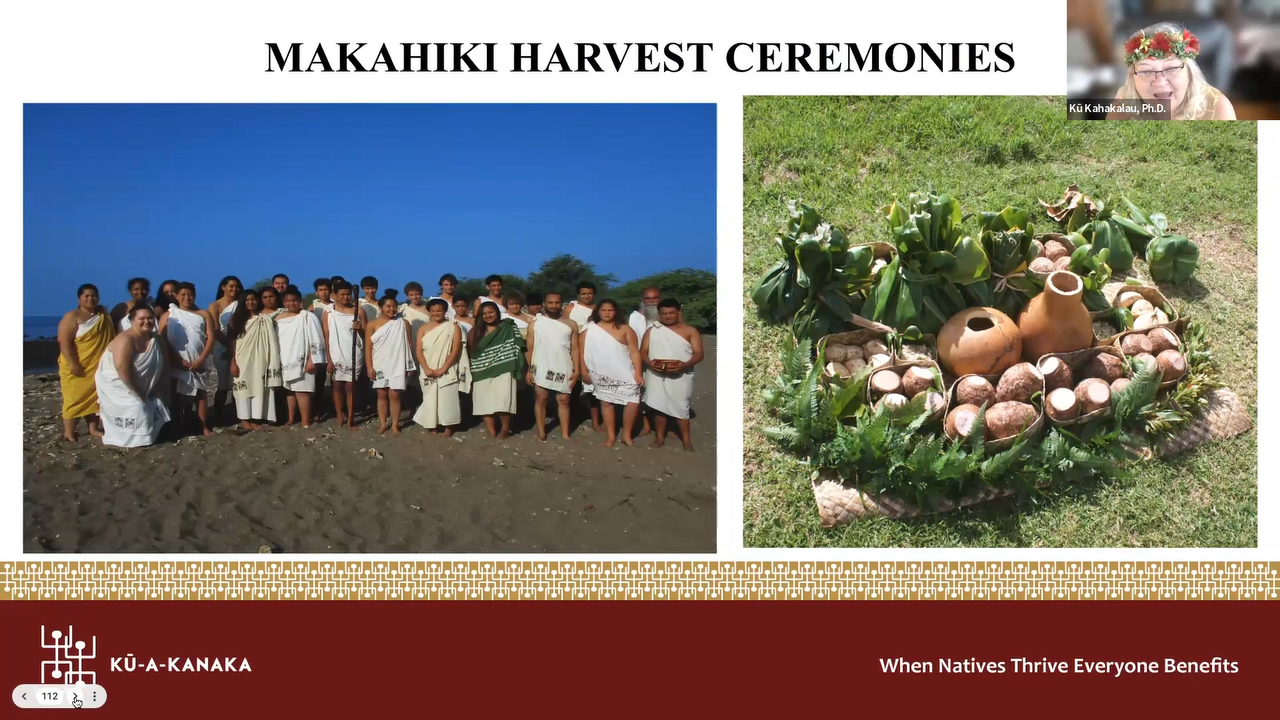 MAKAHIKI HARVEST CEREMONIES
Kū Kahakalau, Ph.D.
KŪ-A-KANAKA
When Natives Thrive Everyone Benefits
112